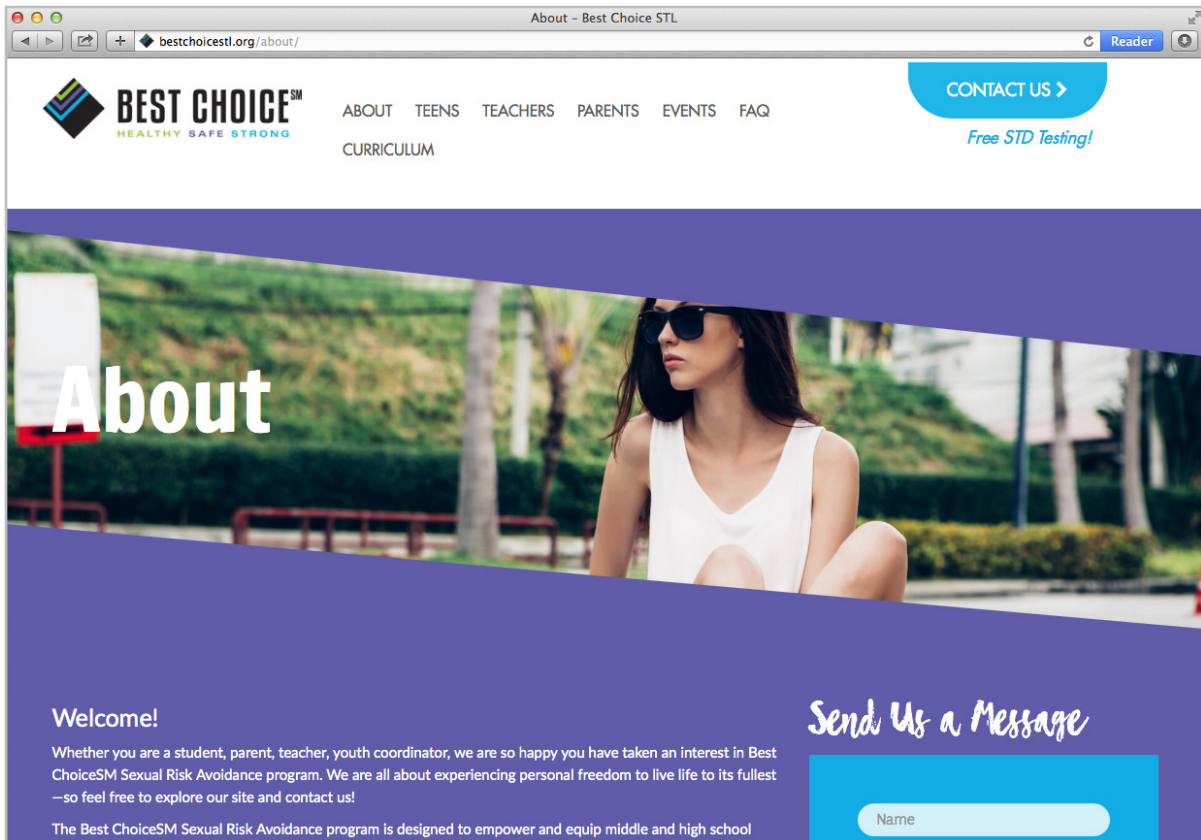 About - Best Choice STL
bestchoicestl.org/about/
Reader
BEST CHOICE℠
HEALTHY SAFE STRONG
ABOUT TEENS TEACHERS PARENTS EVENTS FAQ
CURRICULUM
CONTACT US
Free STD Testing!
About
Welcome!
Whether you are a student, parent, teacher, youth coordinator, we are so happy you have taken an interest in Best
ChoiceSM Sexual Risk Avoidance program. We are all about experiencing personal freedom to live life to its fullest
—so feel free to explore our site and contact us!
The Best ChoiceSM Sexual Risk Avoidance program is designed to empower and equip middle and high school
Send Us a Message
Name